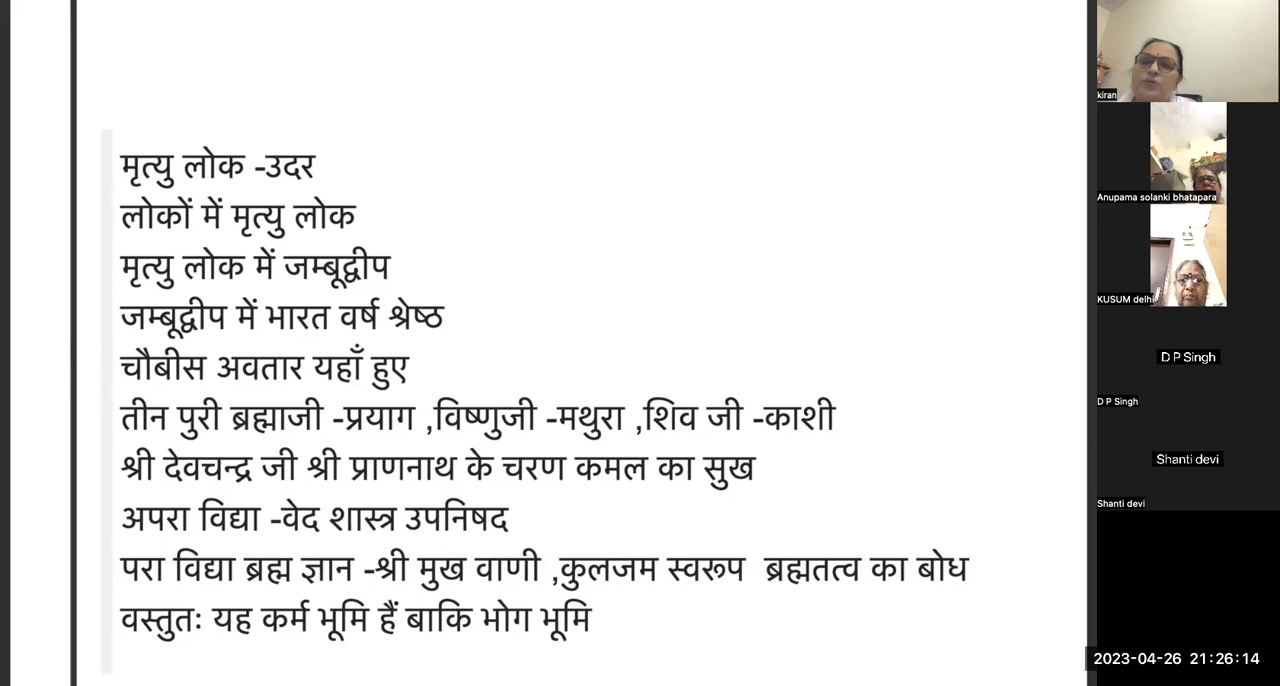 मृत्यु लोक -उदर
लोकों में मृत्यु लोक
मृत्यु लोक में जम्बूद्वीप
जम्बूद्वीप में भारत वर्ष श्रेष्ठ
चौबीस अवतार यहाँ हुए
तीन पुरी ब्रह्माजी -प्रयाग ,विष्णुजी -मथुरा ,शिव जी -काशी
श्री देवचन्द्र जी श्री प्राणनाथ के चरण कमल का सुख
अपरा विद्या -वेद शास्त्र उपनिषद
परा विद्या ब्रह्म ज्ञान -श्री मुख वाणी ,कुलजम स्वरूप  ब्रह्मतत्व का बोध
वस्तुतः यह कर्म भूमि हैं बाकि भोग भूमि
kiran
Anupama solanki bhatapara
KUSUM delhi
D P Singh
D P Singh
Shanti devi
Shanti devi
2023-04-26 21:26:14